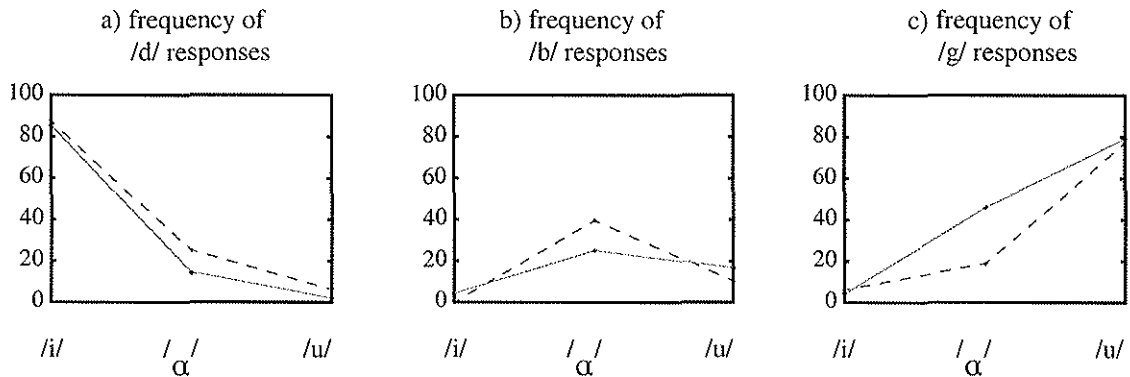 a) frequency of
/d/ responses
100
80
60
40
20
0
/i/
/ɑ/
/u/
b) frequency of
/b/ responses
100
80
60
40
20
0
/i/
/ɑ/
/u/
c) frequency of
/g/ responses
100
80
60
40
20
0
/i/
/ɑ/
/u/